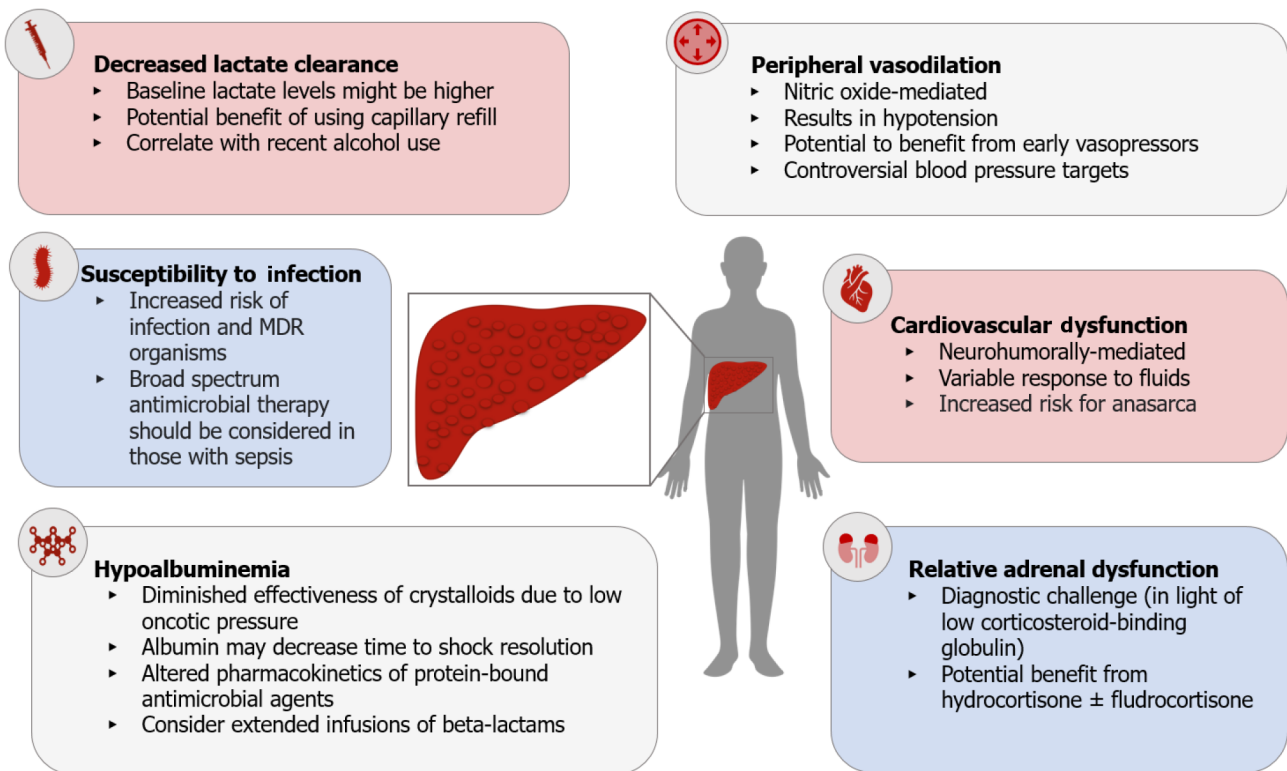 Decreased lactate clearance
‣ Baseline lactate levels might be higher
‣ Potential benefit of using capillary refill
‣ Correlate with recent alcohol use
Peripheral vasodilation
‣ Nitric oxide-mediated
‣ Results in hypotension
‣ Potential to benefit from early vasopressors
‣ Controversial blood pressure targets
Susceptibility to infection
‣ Increased risk of
infection and MDR
organisms
‣ Broad spectrum
antimicrobial therapy
should be considered in
those with sepsis
Cardiovascular dysfunction
‣ Neurohumorally-mediated
‣ Variable response to fluids
‣ Increased risk for anasarca
Hypoalbuminemia
‣ Diminished effectiveness of crystalloids due to low
oncotic pressure
‣ Albumin may decrease time to shock resolution
‣ Altered pharmacokinetics of protein-bound
antimicrobial agents
‣ Consider extended infusions of beta-lactams
Relative adrenal dysfunction
‣ Diagnostic challenge (in light of
low corticosteroid-binding
globulin)
‣ Potential benefit from
hydrocortisone ± fludrocortisone